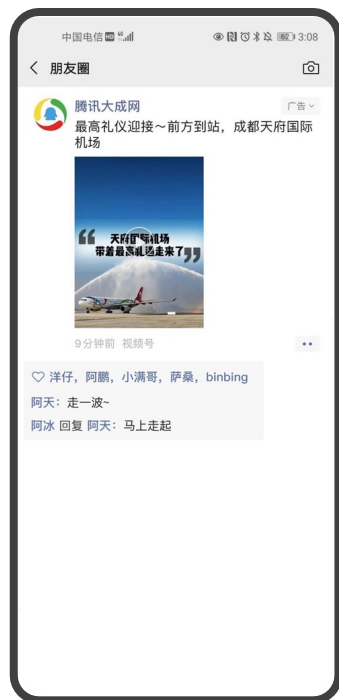 中国电信 HD 4G 62 3:08
朋友圈
腾讯大成网 广告
最高礼仪迎接～前方到站，成都天府国际
机场
天府国际机场
带着最高礼遇走来了
9分钟前 视频号
洋仔，阿鹏，小满哥，萨桑，binbing
阿天：走一波~
阿冰 回复 阿天：马上走起